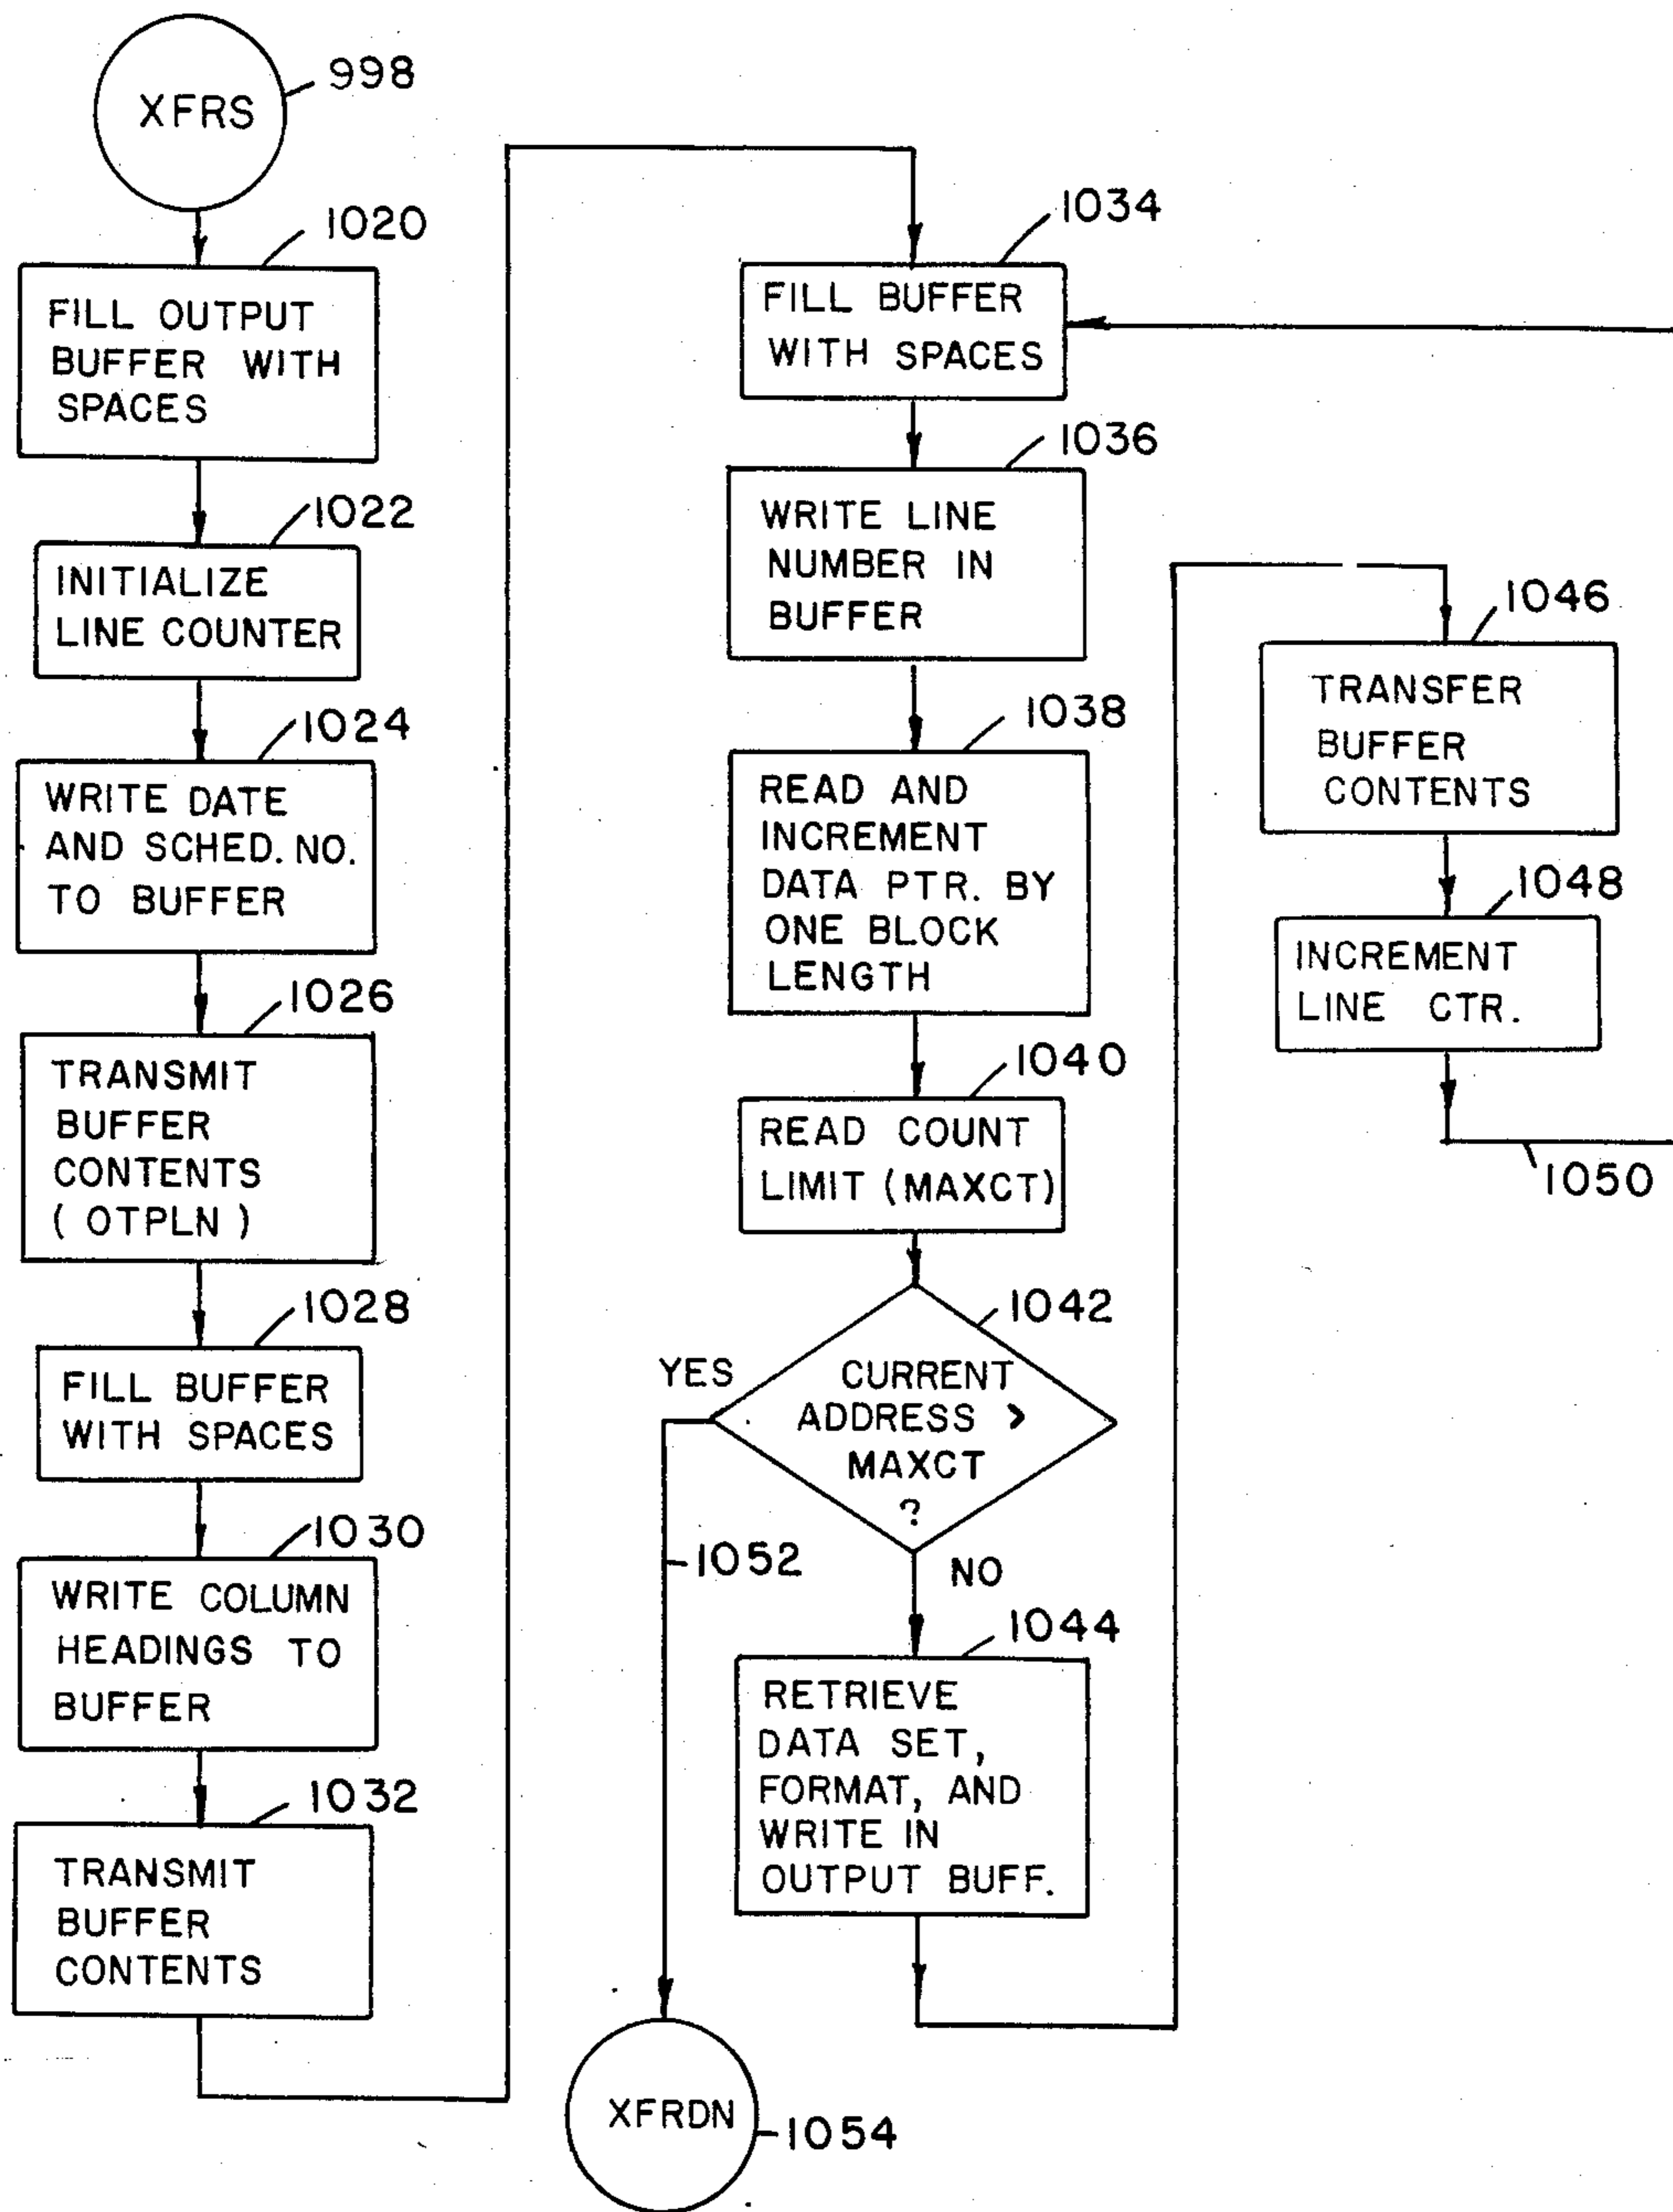 XFRS
998
1020
FILL OUTPUT
BUFFER WITH
SPACES
1022
INITIALIZE
LINE COUNTER
1024
WRITE DATE
AND SCHED. NO.
TO BUFFER
1026
TRANSMIT
BUFFER
CONTENTS
( OTPLN )
1028
FILL BUFFER
WITH SPACES
1030
WRITE COLUMN
HEADINGS TO
BUFFER
1032
TRANSMIT
BUFFER
CONTENTS
1034
FILL BUFFER
WITH SPACES
1036
WRITE LINE
NUMBER IN
BUFFER
1038
READ AND
INCREMENT
DATA PTR. BY
ONE BLOCK
LENGTH
1040
READ COUNT
LIMIT (MAXCT)
1042
CURRENT
ADDRESS >
MAXCT
?
YES
1052
NO
1044
RETRIEVE
DATA SET,
FORMAT, AND
WRITE IN
OUTPUT BUFF.
XFRDN
1054
1046
TRANSFER
BUFFER
CONTENTS
1048
INCREMENT
LINE CTR.
1050